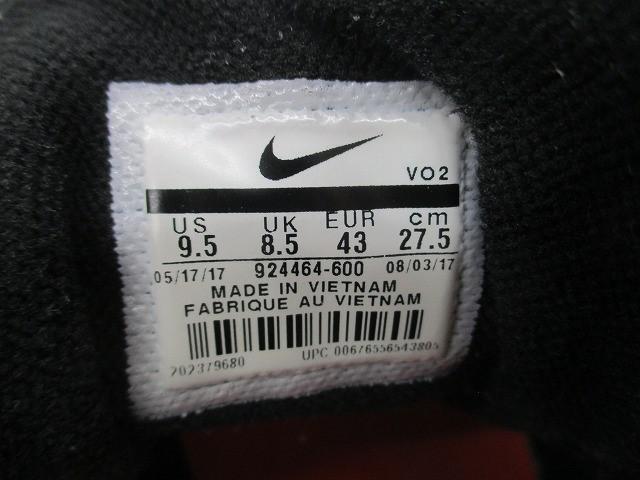 VO2
US UK EUR cm
9.5 8.5 43 27.5
05/17/17 924464-600 08/03/17
MADE IN VIETNAM
FABRIQUE AU VIETNAM
202379680 UPC 00676556543805